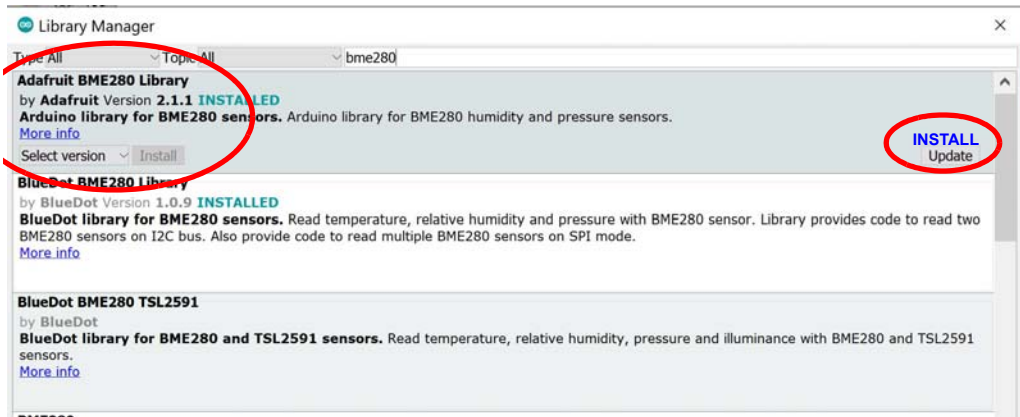 Library Manager
Type All Topic All bme280
Adafruit BME280 Library
by Adafruit Version 2.1.1 INSTALLED
Arduino library for BME280 sensors. Arduino library for BME280 humidity and pressure sensors.
More info
INSTALL
Select version Install Update
BlueDot BME280 Library
by BlueDot Version 1.0.9 INSTALLED
BlueDot library for BME280 sensors. Read temperature, relative humidity and pressure with BME280 sensor. Library provides code to read two
BME280 sensors on I2C bus. Also provide code to read multiple BME280 sensors on SPI mode.
More info
BlueDot BME280 TSL2591
by BlueDot
BlueDot library for BME280 and TSL2591 sensors. Read temperature, relative humidity, pressure and illuminance with BME280 and TSL2591
sensors.
More info